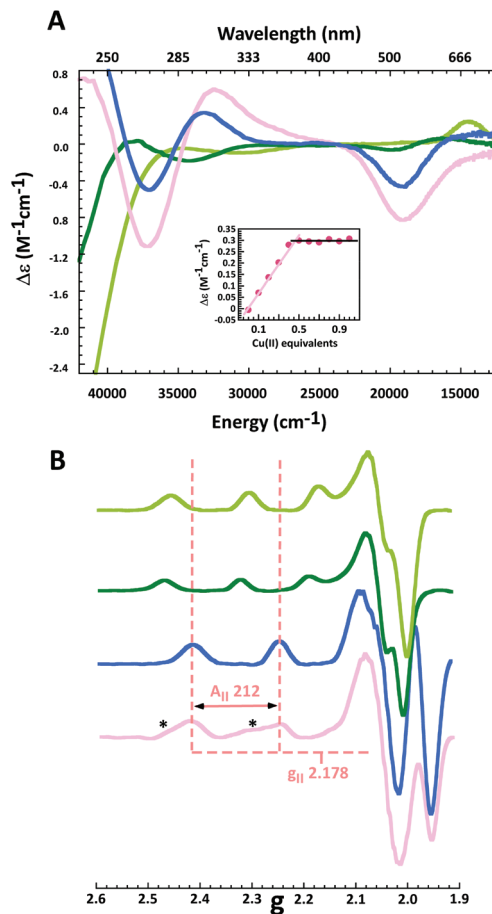 A
Wavelength (nm)
250 285 333 400 500 666
0.8
0.4
0.0
-0.4
-0.8
1.2
-1.6
-2.0
-2.4
Δε (M-1cm-1)
0.35
0.3
0.25
0.2
0.15
0.1
0.05
0
-0.05
Δε (M-1cm-1)
0.1 0.3 0.5 0.7 0.9
Cu(II) equivalents
40000 35000 30000 25000 20000 15000
Energy (cm-1)
B
AII 212
* *
gII 2.178
2.6 2.5 2.4 2.3 2.2 2.1 2.0 1.9
g